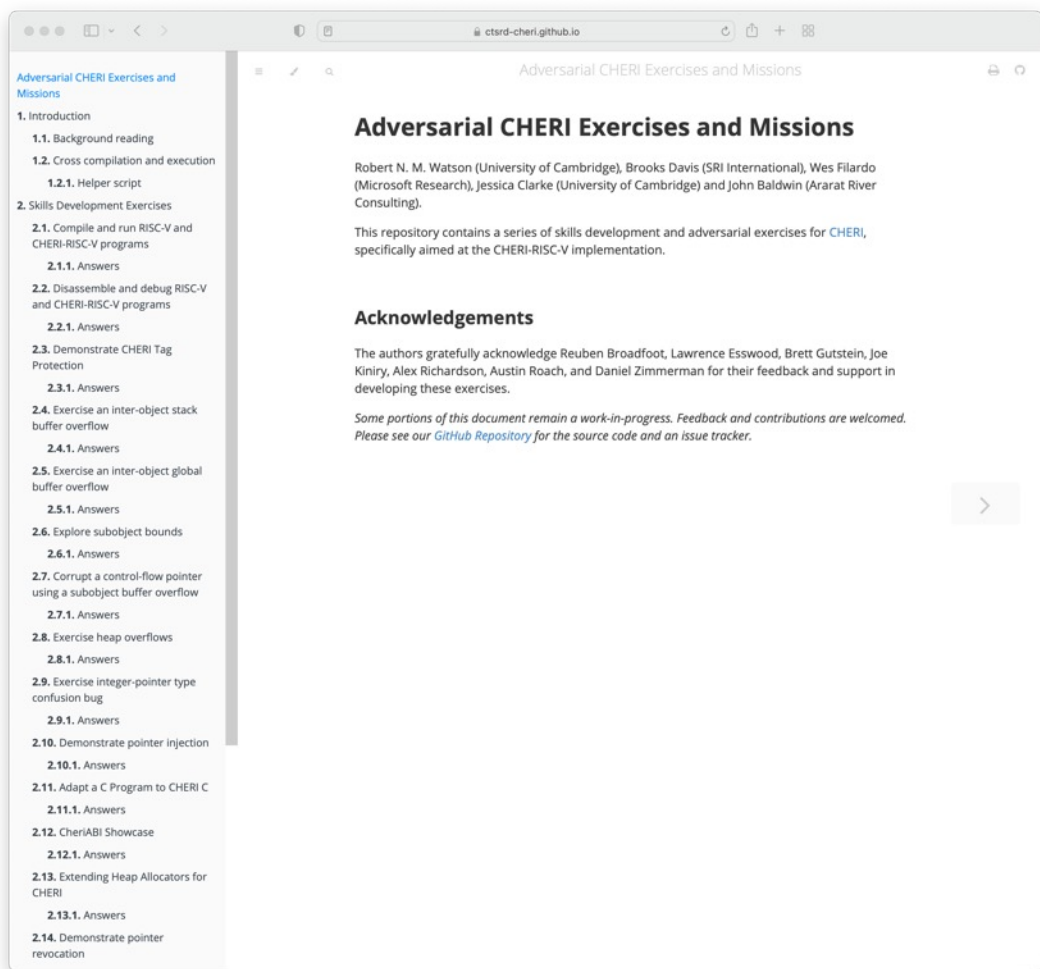 ctsrd-cheri.github.io
Adversarial CHERI Exercises and
Missions
1. Introduction
1.1. Background reading
1.2. Cross compilation and execution
1.2.1. Helper script
2. Skills Development Exercises
2.1. Compile and run RISC-V and
CHERI-RISC-V programs
2.1.1. Answers
2.2. Disassemble and debug RISC-V
and CHERI-RISC-V programs
2.2.1. Answers
2.3. Demonstrate CHERI Tag
Protection
2.3.1. Answers
2.4. Exercise an inter-object stack
buffer overflow
2.4.1. Answers
2.5. Exercise an inter-object global
buffer overflow
2.5.1. Answers
2.6. Explore subobject bounds
2.6.1. Answers
2.7. Corrupt a control-flow pointer
using a subobject buffer overflow
2.7.1. Answers
2.8. Exercise heap overflows
2.8.1. Answers
2.9. Exercise integer-pointer type
confusion bug
2.9.1. Answers
2.10. Demonstrate pointer injection
2.10.1. Answers
2.11. Adapt a C Program to CHERI C
2.11.1. Answers
2.12. CheriABI Showcase
2.12.1. Answers
2.13. Extending Heap Allocators for
CHERI
2.13.1. Answers
2.14. Demonstrate pointer
revocation
Adversarial CHERI Exercises and Missions
Adversarial CHERI Exercises and Missions
Robert N. M. Watson (University of Cambridge), Brooks Davis (SRI International), Wes Filardo
(Microsoft Research), Jessica Clarke (University of Cambridge) and John Baldwin (Ararat River
Consulting).
This repository contains a series of skills development and adversarial exercises for CHERI,
specifically aimed at the CHERI-RISC-V implementation.
Acknowledgements
The authors gratefully acknowledge Reuben Broadfoot, Lawrence Esswood, Brett Gutstein, Joe
Kiniry, Alex Richardson, Austin Roach, and Daniel Zimmerman for their feedback and support in
developing these exercises.
Some portions of this document remain a work-in-progress. Feedback and contributions are welcomed.
Please see our GitHub Repository for the source code and an issue tracker.